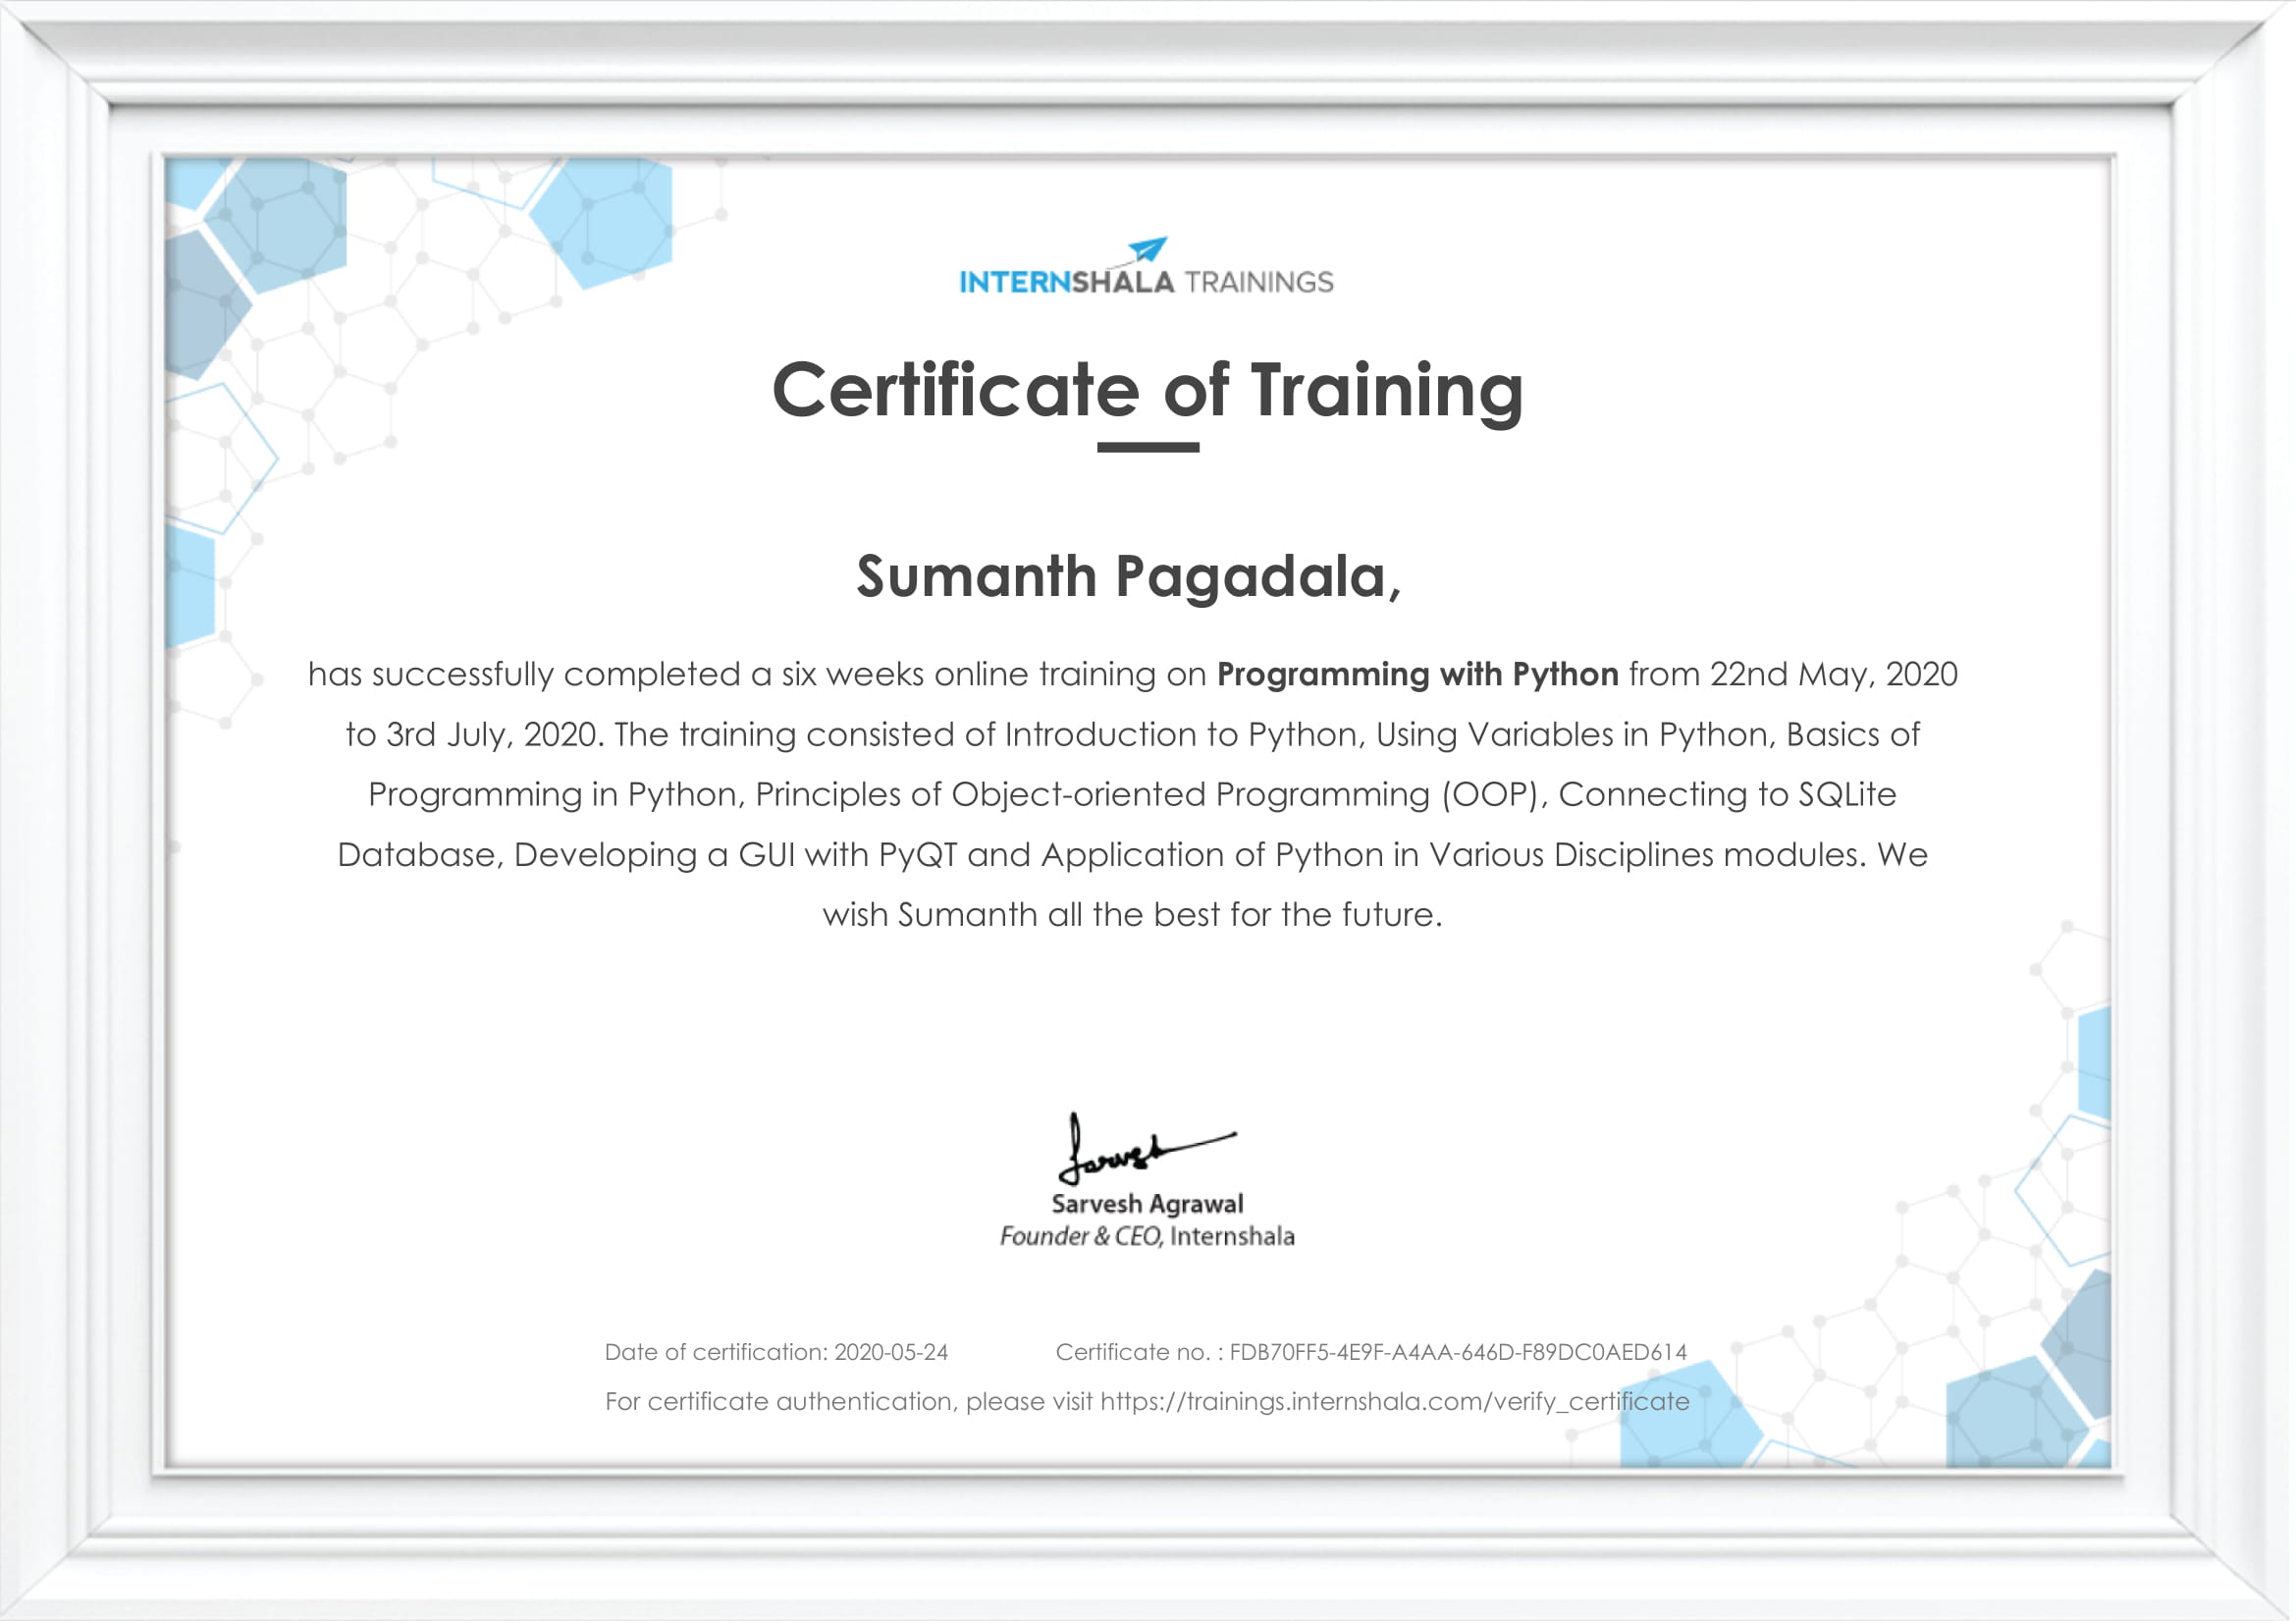 INTERNSHALA TRAININGS
Certificate of Training
Sumanth Pagadala,
has successfully completed a six weeks online training on Programming with Python from 22nd May, 2020
to 3rd July, 2020. The training consisted of Introduction to Python, Using Variables in Python, Basics of
Programming in Python, Principles of Object-oriented Programming (OOP), Connecting to SQLite
Database, Developing a GUI with PyQT and Application of Python in Various Disciplines modules. We
wish Sumanth all the best for the future.
Sarvesh
Sarvesh Agrawal
Founder & CEO, Internshala
Date of certification: 2020-05-24 Certificate no. : FDB70FF5-4E9F-A4AA-646D-F89DC0AED614
For certificate authentication, please visit https://trainings.internshala.com/verify_certificate